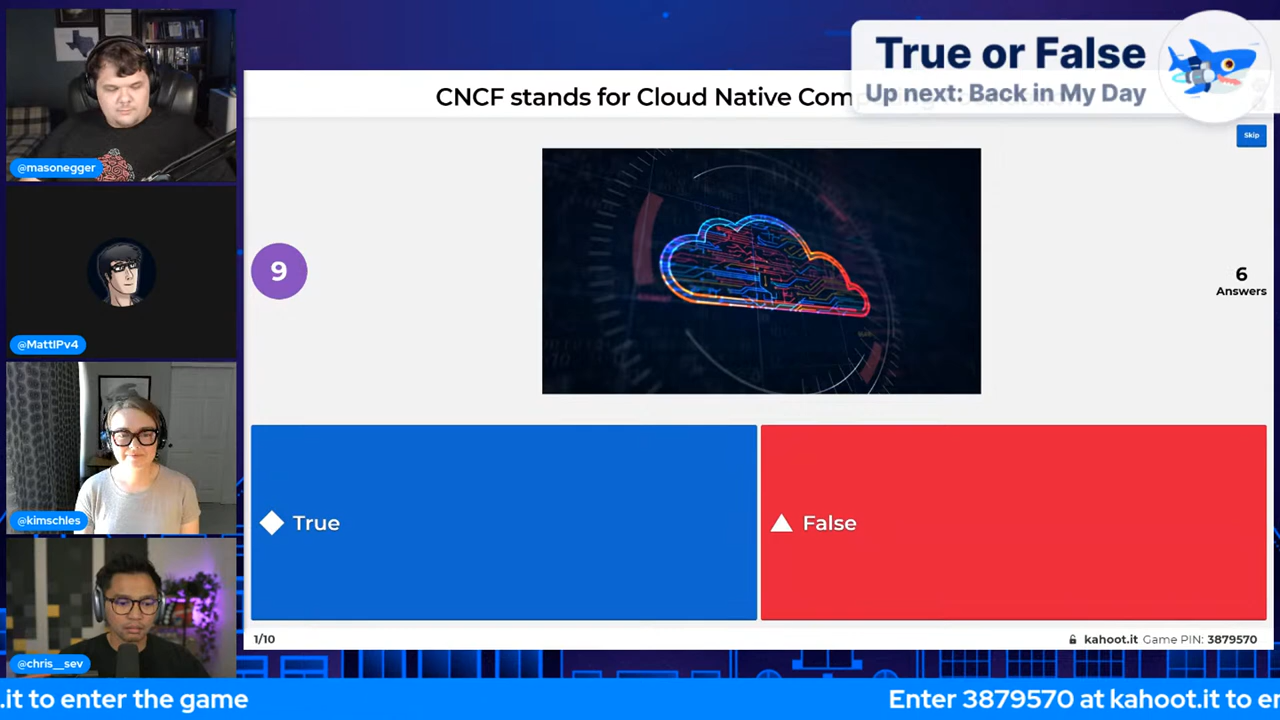 True or False
Up next: Back in My Day
CNCF stands for Cloud Native Com
Skip
@masonegger
9
6
Answers
@MattIPv4
@kimschles
True
False
@chris__sev
1/10
kahoot.it Game PIN: 3879570
.it to enter the game
Enter 3879570 at kahoot.it to en